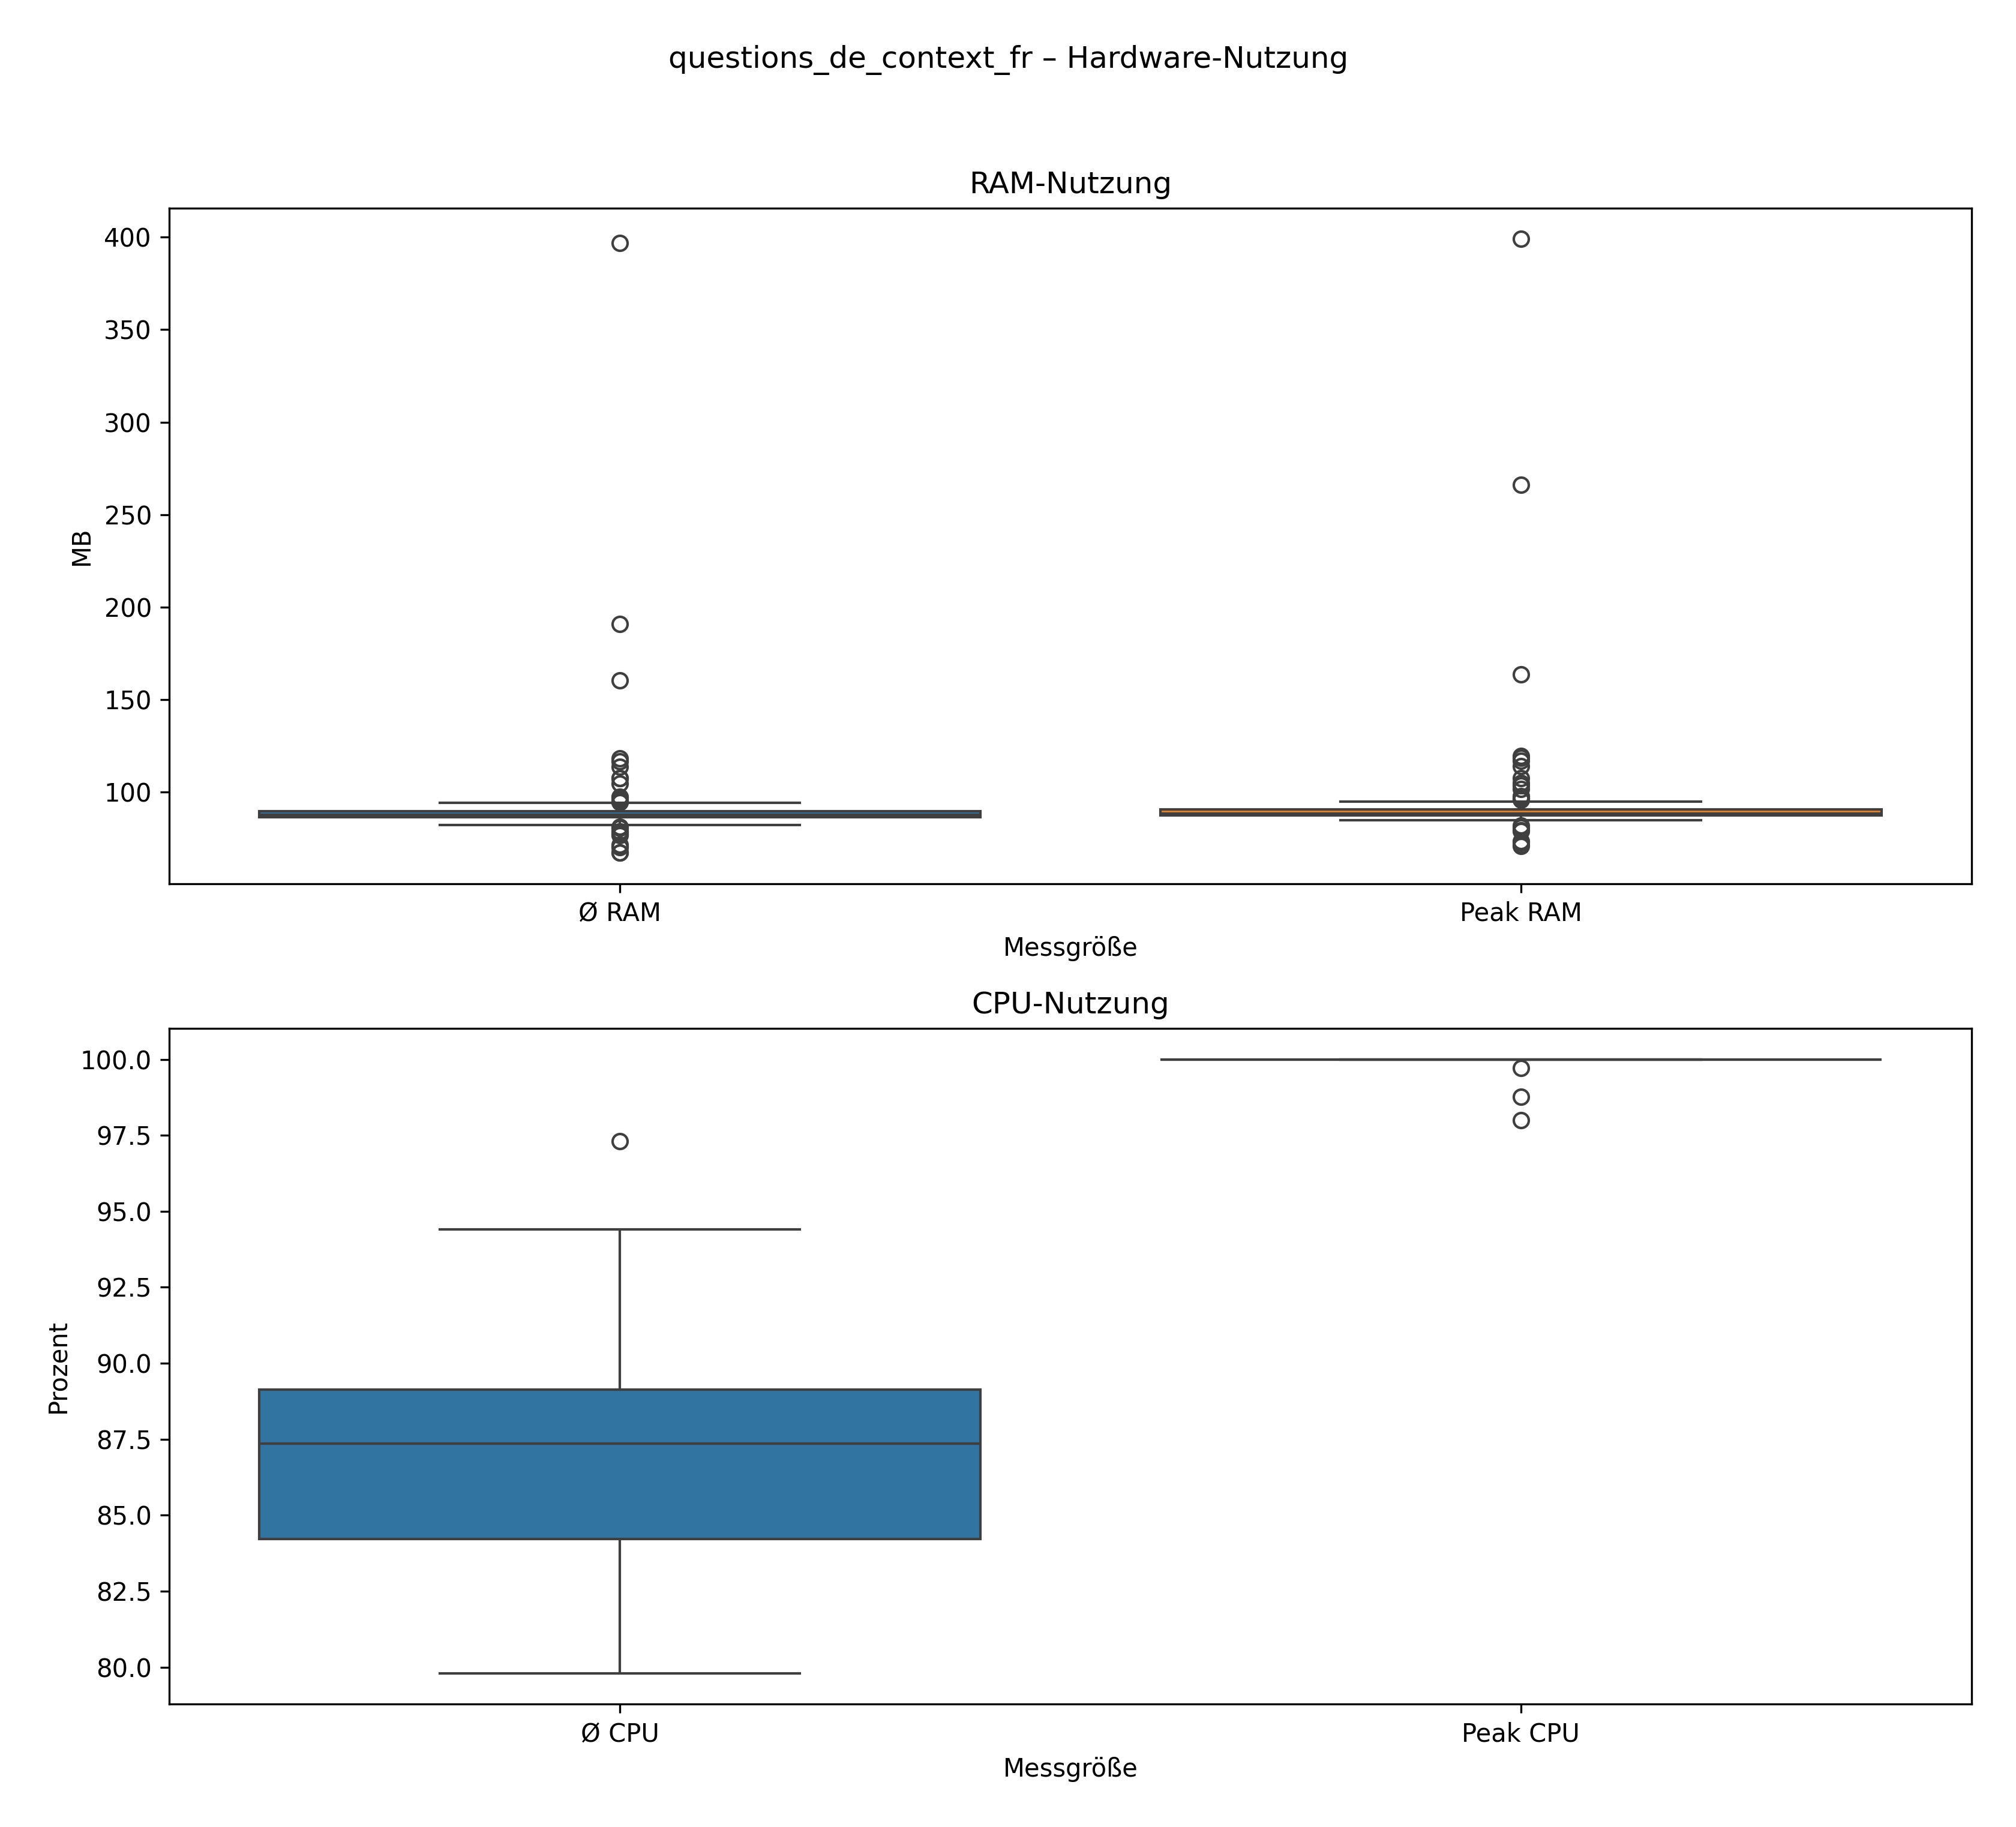 questions_de_context_fr – Hardware-Nutzung
RAM-Nutzung
400
350
300
250
200
150
100
MB
Ø RAM
Peak RAM
Messgröße
CPU-Nutzung
100.0
97.5
95.0
92.5
90.0
87.5
85.0
82.5
80.0
Prozent
Ø CPU
Peak CPU
Messgröße